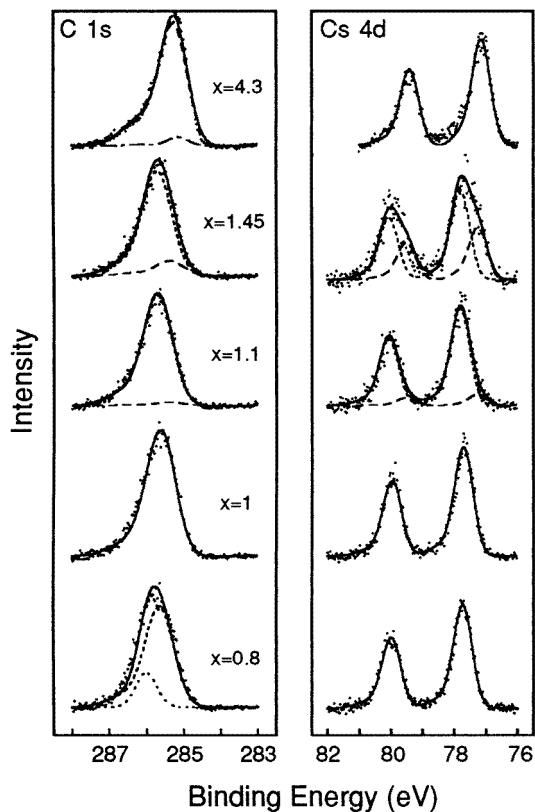 C 1s
Cs 4d
x=4.3
x=1.45
x=1.1
x=1
x=0.8
Intensity
287 285 283
82 80 78 76
Binding Energy (eV)